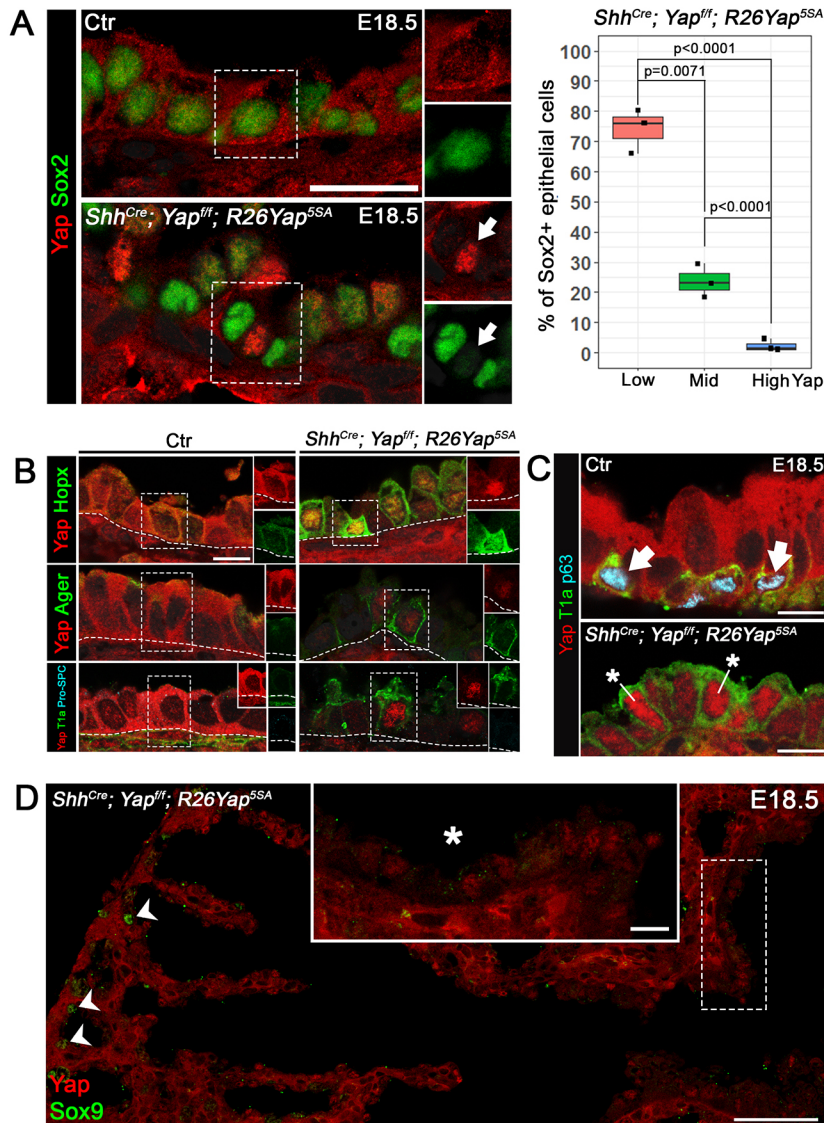 A
Ctr
E18.5
Yap Sox2
Shh^Cre; Yap^f/f; R26Yap^5SA
E18.5
Shh^Cre; Yap^f/f; R26Yap^5SA
p<0.0001
p=0.0071
p<0.0001
% of Sox2+ epithelial cells
100
90
80
70
60
50
40
30
20
10
0
Low Mid High Yap
B
Ctr
Shh^Cre; Yap^f/f; R26Yap^5SA
Yap Hopx
Yap Ager
Yap T1a Pro-SPC
C
Ctr
E18.5
Yap T1a p63
Shh^Cre; Yap^f/f; R26Yap^5SA
*
*
D
Shh^Cre; Yap^f/f; R26Yap^5SA
E18.5
*
Yap
Sox9